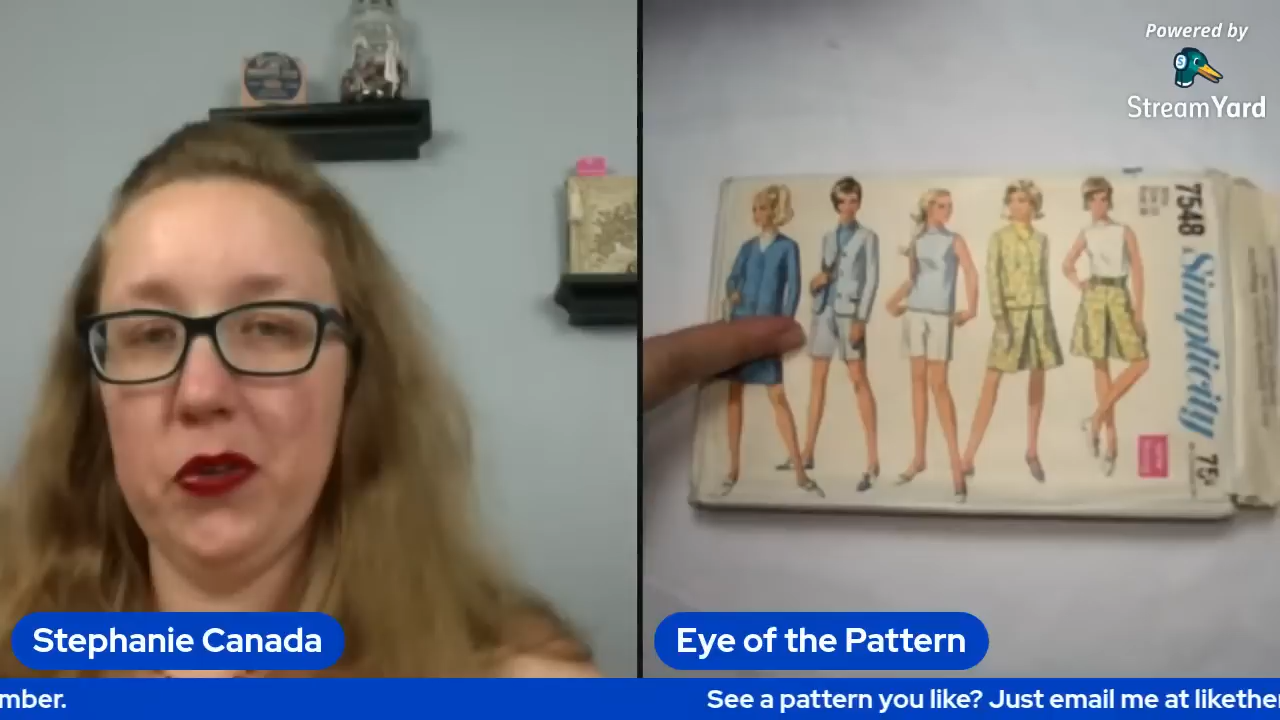 Powered by
StreamYard
7548
Simplicity
75¢
Stephanie Canada
Eye of the Pattern
mber.
See a pattern you like? Just email me at likether